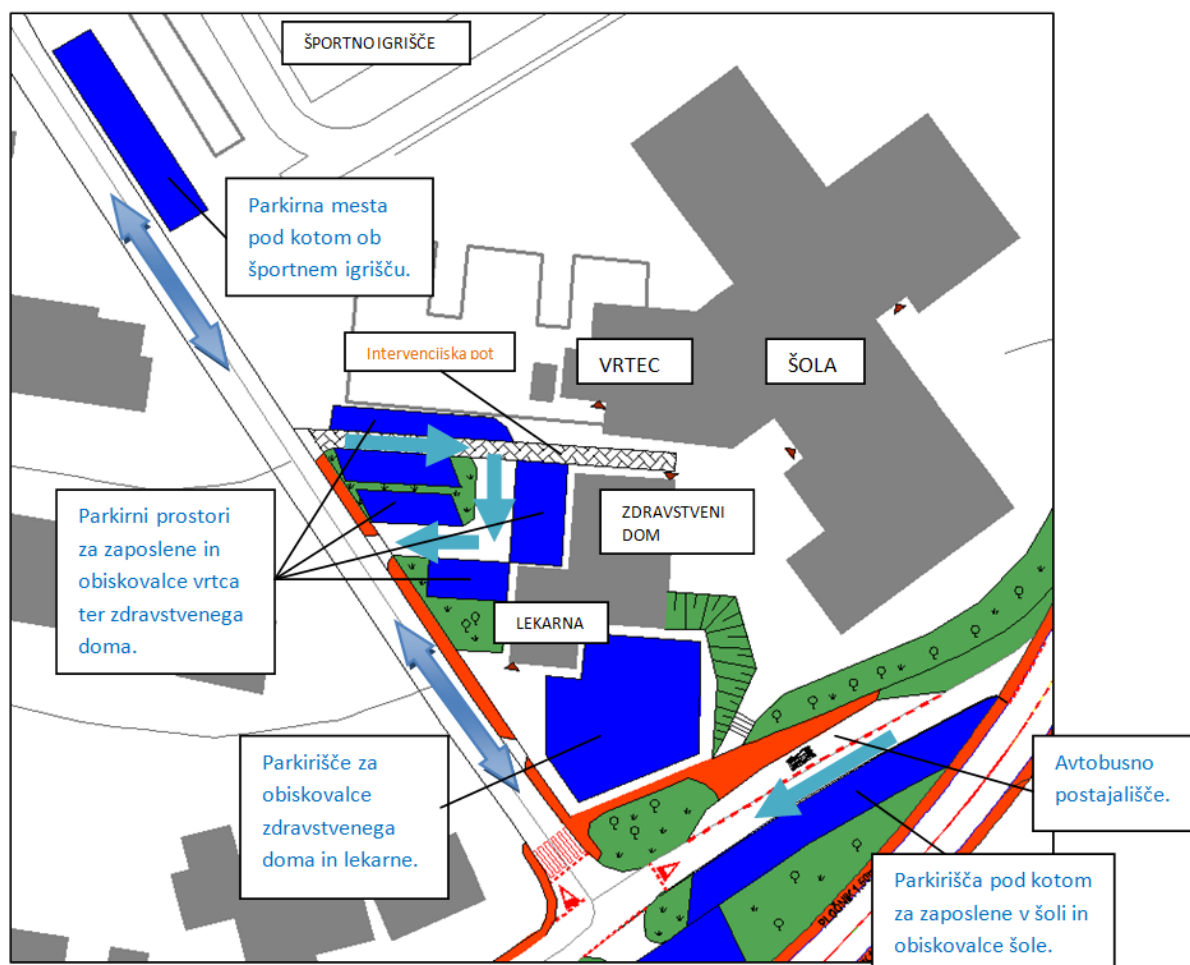 ŠPORTNO IGRIŠČE
Parkirna mesta
pod kotom ob
športnem igrišču.
Intervencijska pot
VRTEC
ŠOLA
Parkirni prostori
za zaposlene in
obiskovalce vrtca
ter zdravstvenega
doma.
ZDRAVSTVENI
DOM
LEKARNA
Parkirišče za
obiskovalce
zdravstvenega
doma in lekarne.
Avtobusno
postajališče.
Parkirišča pod kotom
za zaposlene v šoli in
obiskovalce šole.
PLOČNIK